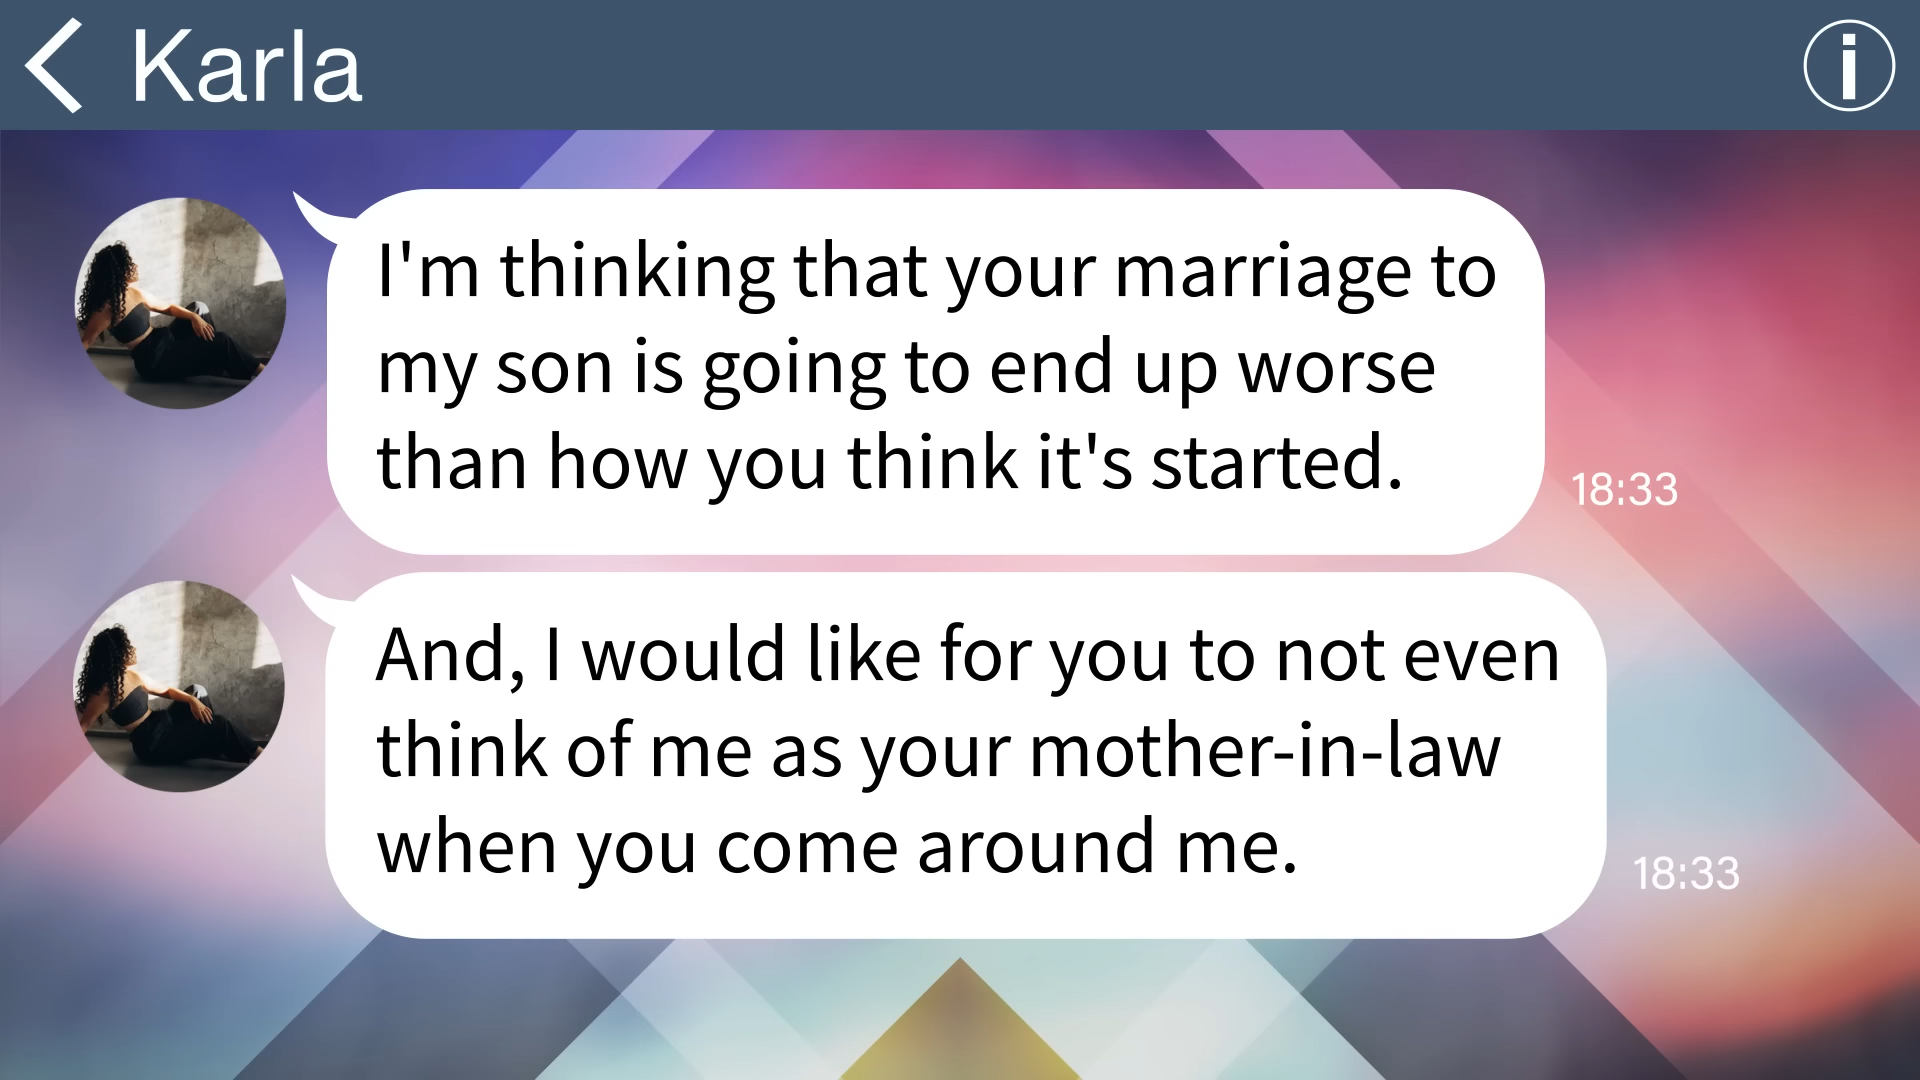 Karla
I'm thinking that your marriage to
my son is going to end up worse
than how you think it's started.
18:33
And, I would like for you to not even
think of me as your mother-in-law
when you come around me.
18:33